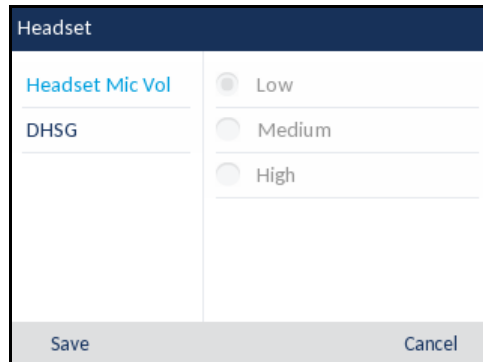 Headset
Headset Mic Vol
DHSG
Low
Medium
High
Save
Cancel